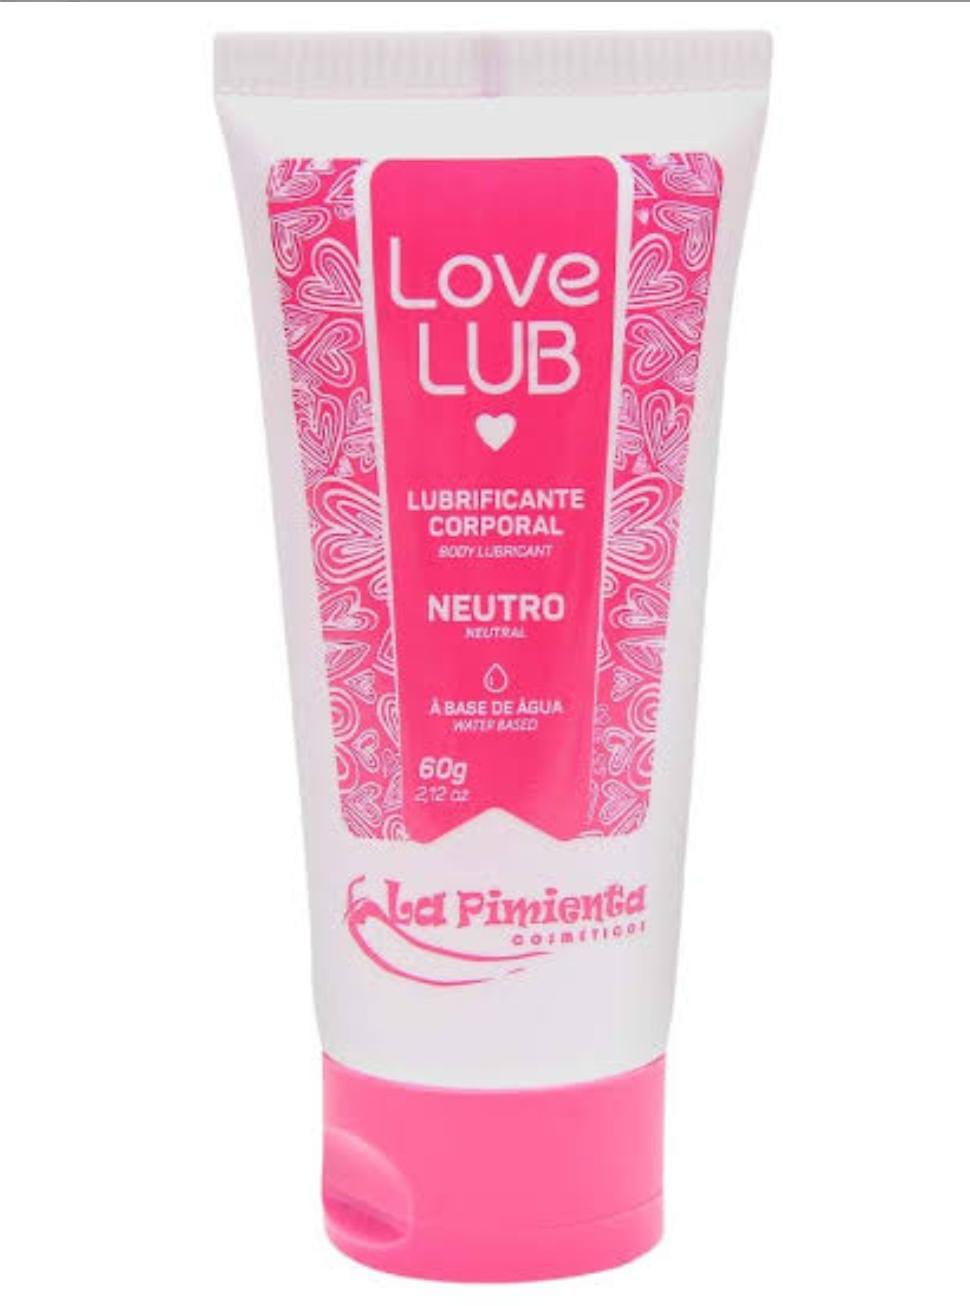 Love
LUB
LUBRIFICANTE
CORPORAL
BODY LUBRICANT
NEUTRO
NEUTRAL
À BASE DE ÀGUA
WATER BASED
60g
2,12 oz
La Pimienta
COSMÉTICOS